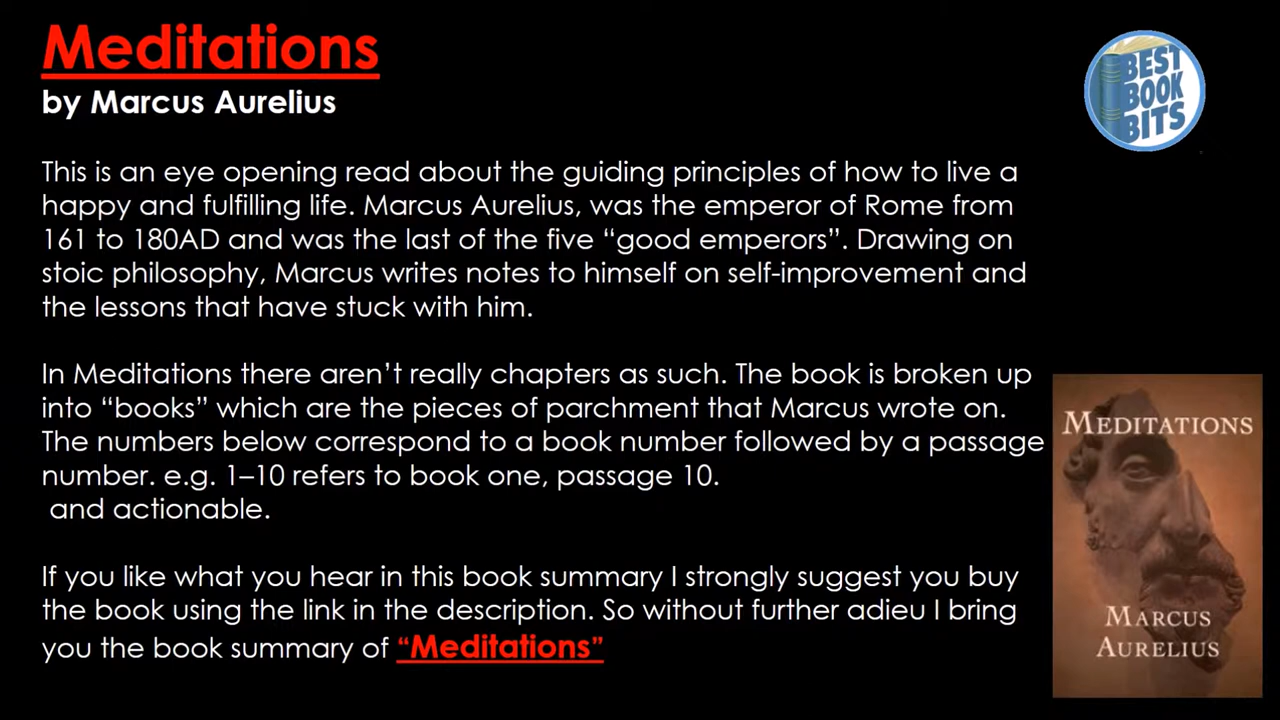 Meditations
by Marcus Aurelius
BEST
BOOK
BITS
This is an eye opening read about the guiding principles of how to live a
happy and fulfilling life. Marcus Aurelius, was the emperor of Rome from
161 to 180AD and was the last of the five “good emperors”. Drawing on
stoic philosophy, Marcus writes notes to himself on self-improvement and
the lessons that have stuck with him.
In Meditations there aren’t really chapters as such. The book is broken up
into “books” which are the pieces of parchment that Marcus wrote on.
The numbers below correspond to a book number followed by a passage
number. e.g. 1–10 refers to book one, passage 10.
and actionable.
If you like what you hear in this book summary I strongly suggest you buy
the book using the link in the description. So without further adieu I bring
you the book summary of “Meditations”
MEDITATIONS
MARCUS
AURELIUS